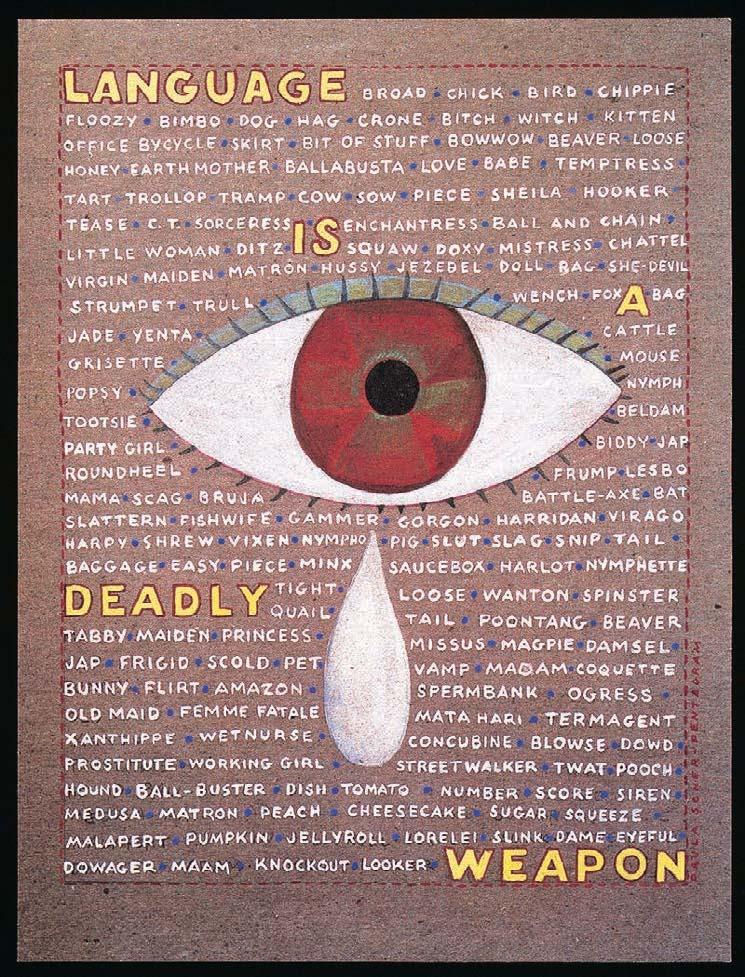 LANGUAGE BROAD • CHICK • BIRD • CHIPPIE
FLOOZY • BIMBO • DOG • HAG • CRONE • BITCH • WITCH • KITTEN
OFFICE BYCYCLE • SKIRT • BIT OF STUFF • BOWWOW • BEAVER • LOOSE
HONEY • EARTH MOTHER • BALLABUSTA • LOVE • BABE • TEMPTRESS
TART • TROLLOP • TRAMP • COW • SOW • PIECE • SHEILA • HOOKER
TEASE • C.T. • SORCERESS IS ENCHANTRESS • BALL AND CHAIN •
LITTLE WOMAN • DITZ SQUAW • DOXY • MISTRESS • CHATTEL
VIRGIN • MAIDEN • MATRON • HUSSY • JEZEBEL • DOLL • RAG • SHE-DEVIL
STRUMPET • TRULL • WENCH • FOX A BAG
JADE • YENTA • CATTLE
GRISETTE • MOUSE
POPSY • NYMPH
TOOTSIE • BELDAM
PARTY GIRL • BIDDY • JAP
ROUNDHEEL • FRUMP • LESBO
MAMA • SCAG • BRUJA BATTLE-AXE • BAT
SLATTERN • FISHWIFE • GAMMER • GORGON • HARRIDAN • VIRAGO
HARPY • SHREW • VIXEN • NYMPHO • PIG • SLUT • SLAG • SNIP • TAIL •
BAGGAGE • EASY • PIECE • MINX SAUCEBOX • HARLOT • NYMPHETTE
DEADLY TIGHT • LOOSE • WANTON • SPINSTER
QUAIL • TAIL • POONTANG • BEAVER
TABBY • MAIDEN • PRINCESS • MISSUS • MAGPIE • DAMSEL •
JAP • FRIGID • SCOLD • PET VAMP • MADAM • COQUETTE
BUNNY • FLIRT • AMAZON • SPERMBANK • OGRESS •
OLD MAID • FEMME FATALE MATA HARI • TERMAGENT
XANTHIPPE • WETNURSE • CONCUBINE • BLOWSE • DOWD
PROSTITUTE • WORKING GIRL • STREETWALKER • TWAT • POOCH •
HOUND • BALL-BUSTER • DISH • TOMATO • NUMBER • SCORE • SIREN •
MEDUSA • MATRON • PEACH • CHEESECAKE • SUGAR • SQUEEZE •
MALAPERT • PUMPKIN • JELLYROLL • LORELEI • SLINK • DAME • EYEFUL •
DOWAGER • MAAM • KNOCKOUT • LOOKER • WEAPON
PAULA SCHER • PENTAGRAM